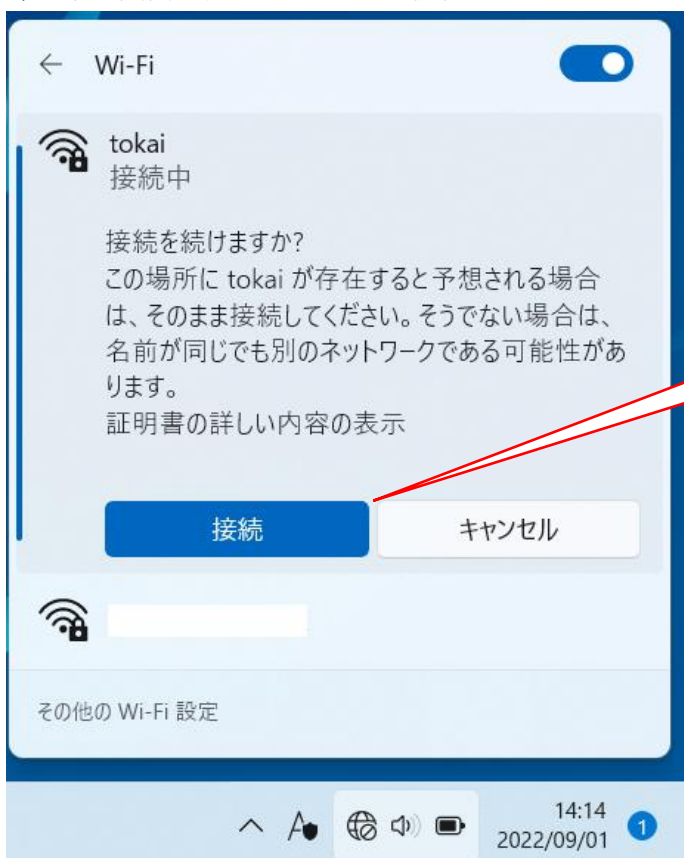 Wi-Fi
tokai
接続中
接続を続けますか?
この場所に tokai が存在すると予想される場合
は、そのまま接続してください。そうでない場合は、
名前が同じでも別のネットワークである可能性があ
ります。
証明書の詳しい内容の表示
接続
キャンセル
その他の Wi-Fi 設定
A
14:14
2022/09/01
1